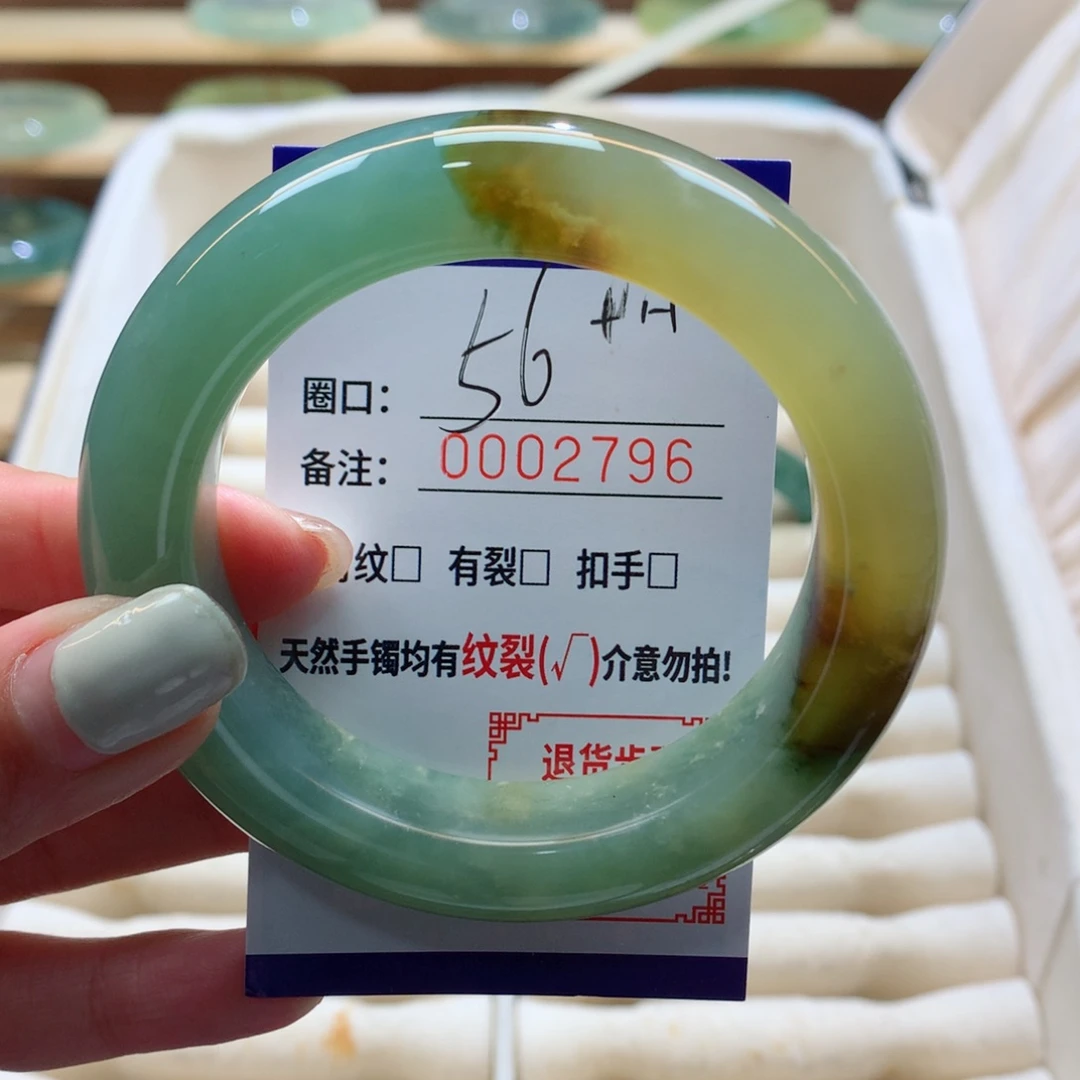 圈口: 56
备注: 0002796
纹□ 有裂□ 扣手□
天然手镯均有纹裂(√)介意勿拍!
退货